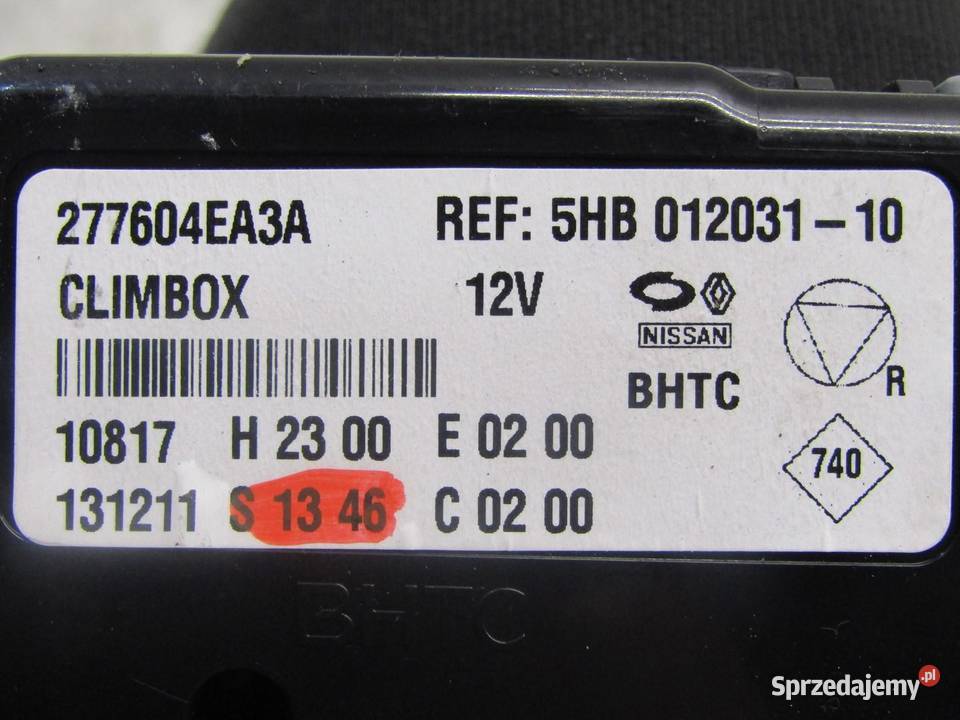 277604EA3A REF: 5HB 012031-10
CLIMBOX 12V
NISSAN
BHTC
R
10817 H 23 00 E 02 00
740
131211 S 13 46 C 02 00
BHTC
Sprzedajemy.pl